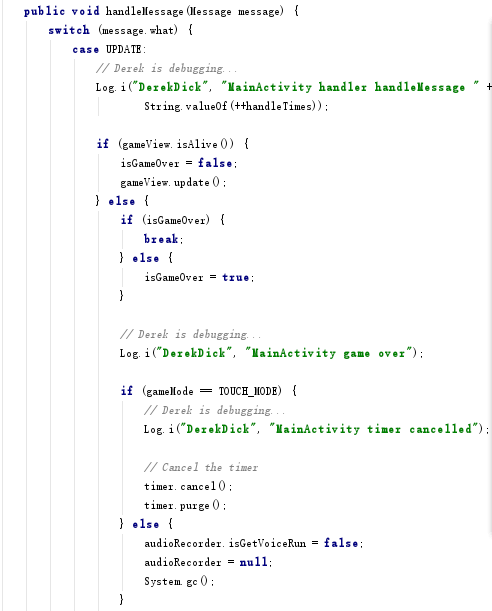 public void handleMessage(Message message) {
switch (message.what) {
case UPDATE:
// Derek is debugging...
Log.i("DerekDick", "MainActivity handler handleMessage " +
String.valueOf(++handleTimes));
if (gameView.isAlive()) {
isGameOver = false;
gameView.update();
} else {
if (isGameOver) {
break;
} else {
isGameOver = true;
}
// Derek is debugging...
Log.i("DerekDick", "MainActivity game over");
if (gameMode == TOUCH_MODE) {
// Derek is debugging...
Log.i("DerekDick", "MainActivity timer cancelled");
// Cancel the timer
timer.cancel();
timer.purge();
} else {
audioRecorder.isGetVoiceRun = false;
audioRecorder = null;
System.gc();
}